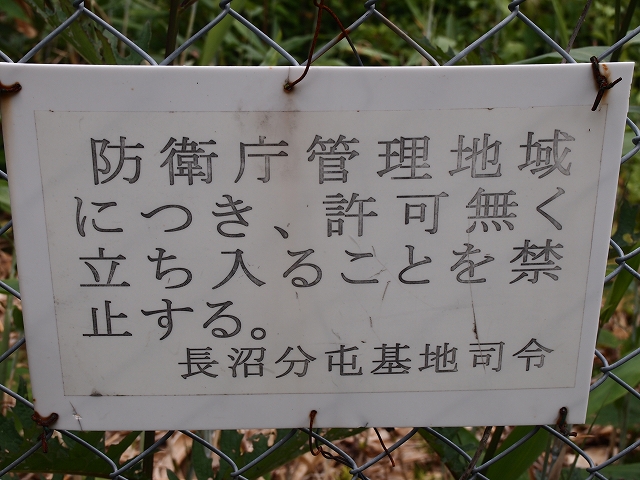 防衛庁管理地域
につき、許可無く
立ち入ることを禁
止する。
長沼分屯基地司令